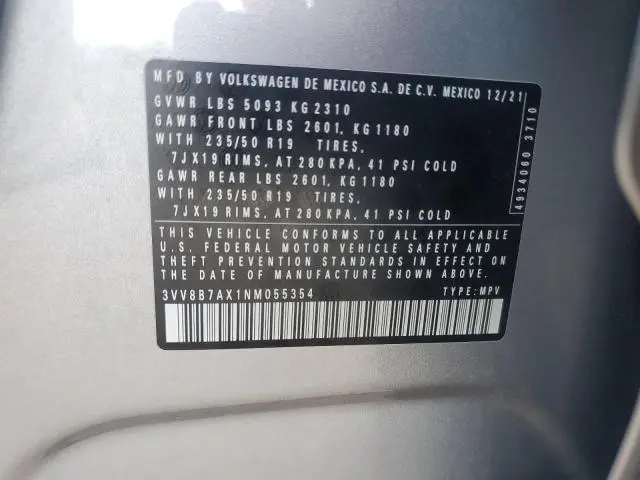 MFD BY VOLKSWAGEN DE MEXICO S.A. DE C.V. MEXICO 12/21
GVWR LBS 5093 KG 2310
GAWR FRONT LBS 2601, KG 1180
WITH 235/50 R19 TIRES,
7JX19 RIMS, AT 280KPA, 41 PSI COLD
GAWR REAR LBS 2601, KG 1180
WITH 235/50 R19 TIRES,
7JX19 RIMS, AT 280KPA, 41 PSI COLD
THIS VEHICLE CONFORMS TO ALL APPLICABLE
U.S. FEDERAL MOTOR VEHICLE SAFETY AND
THEFT PREVENTION STANDARDS IN EFFECT ON
THE DATE OF MANUFACTURE SHOWN ABOVE.
3VV8B7AX1NM055354 TYPE: MPV
4934060 3710